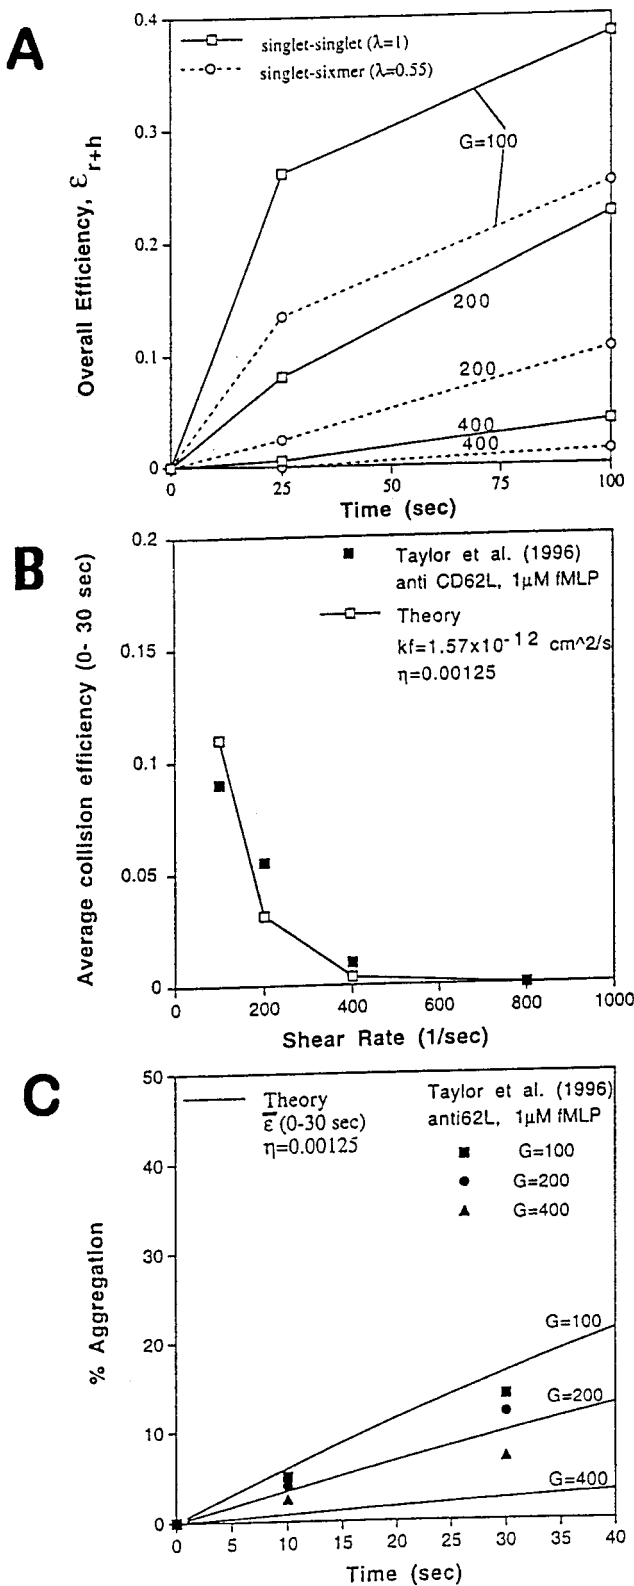 A
0.4
singlet-singlet (λ=1)
singlet-sixmer (λ=0.55)
0.3
G=100
Overall Efficiency, ε r+h
0.2
200
200
0.1
400
400
0
0 25 50 75 100
Time (sec)
B
0.2
Taylor et al. (1996)
anti CD62L, 1µM fMLP
Theory
kf=1.57x10-12 cm^2/s
η=0.00125
0.15
0.1
0.05
0
Average collision efficiency (0- 30 sec)
0 200 400 600 800 1000
Shear Rate (1/sec)
C
50
Theory
ε (0-30 sec)
η=0.00125
Taylor et al. (1996)
anti62L, 1µM fMLP
G=100
G=200
G=400
40
30
% Aggregation
20
G=100
G=200
10
G=400
0
0 5 10 15 20 25 30 35 40
Time (sec)